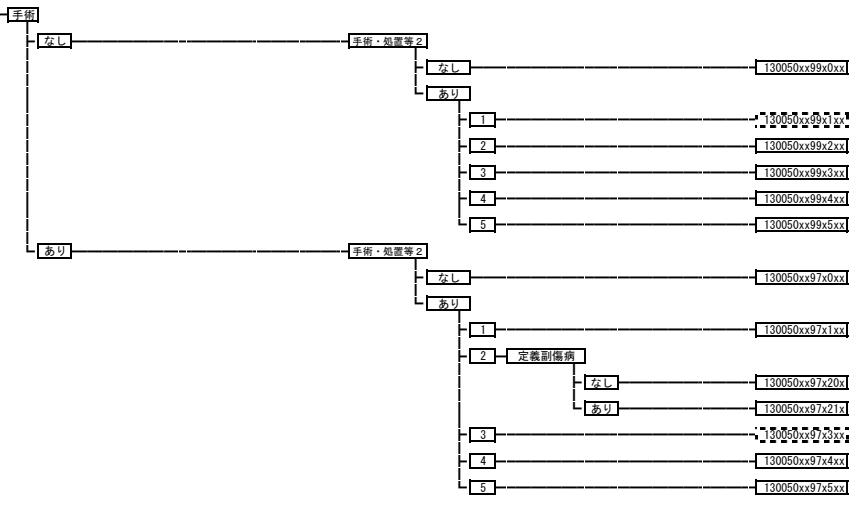 手術
なし 手術・処置等2
なし 130050xx99x0xx
あり
1 130050xx99x1xx
2 130050xx99x2xx
3 130050xx99x3xx
4 130050xx99x4xx
5 130050xx99x5xx
あり 手術・処置等2
なし 130050xx97x0xx
あり
1 130050xx97x1xx
2 定義副傷病
なし 130050xx97x20x
あり 130050xx97x21x
3 130050xx97x3xx
4 130050xx97x4xx
5 130050xx97x5xx